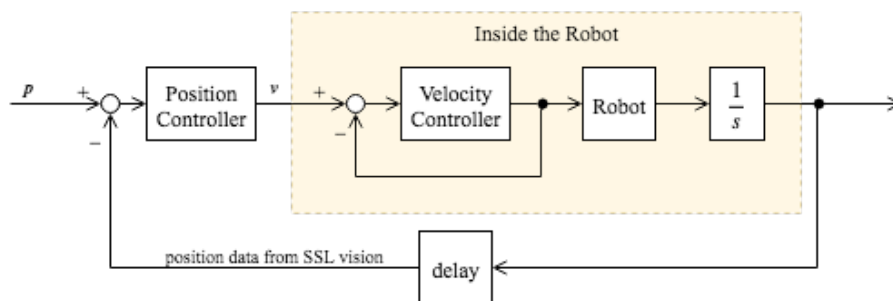 Inside the Robot
p
+
−
Position
Controller
v
+
−
Velocity
Controller
Robot
1
s
position data from SSL vision
delay